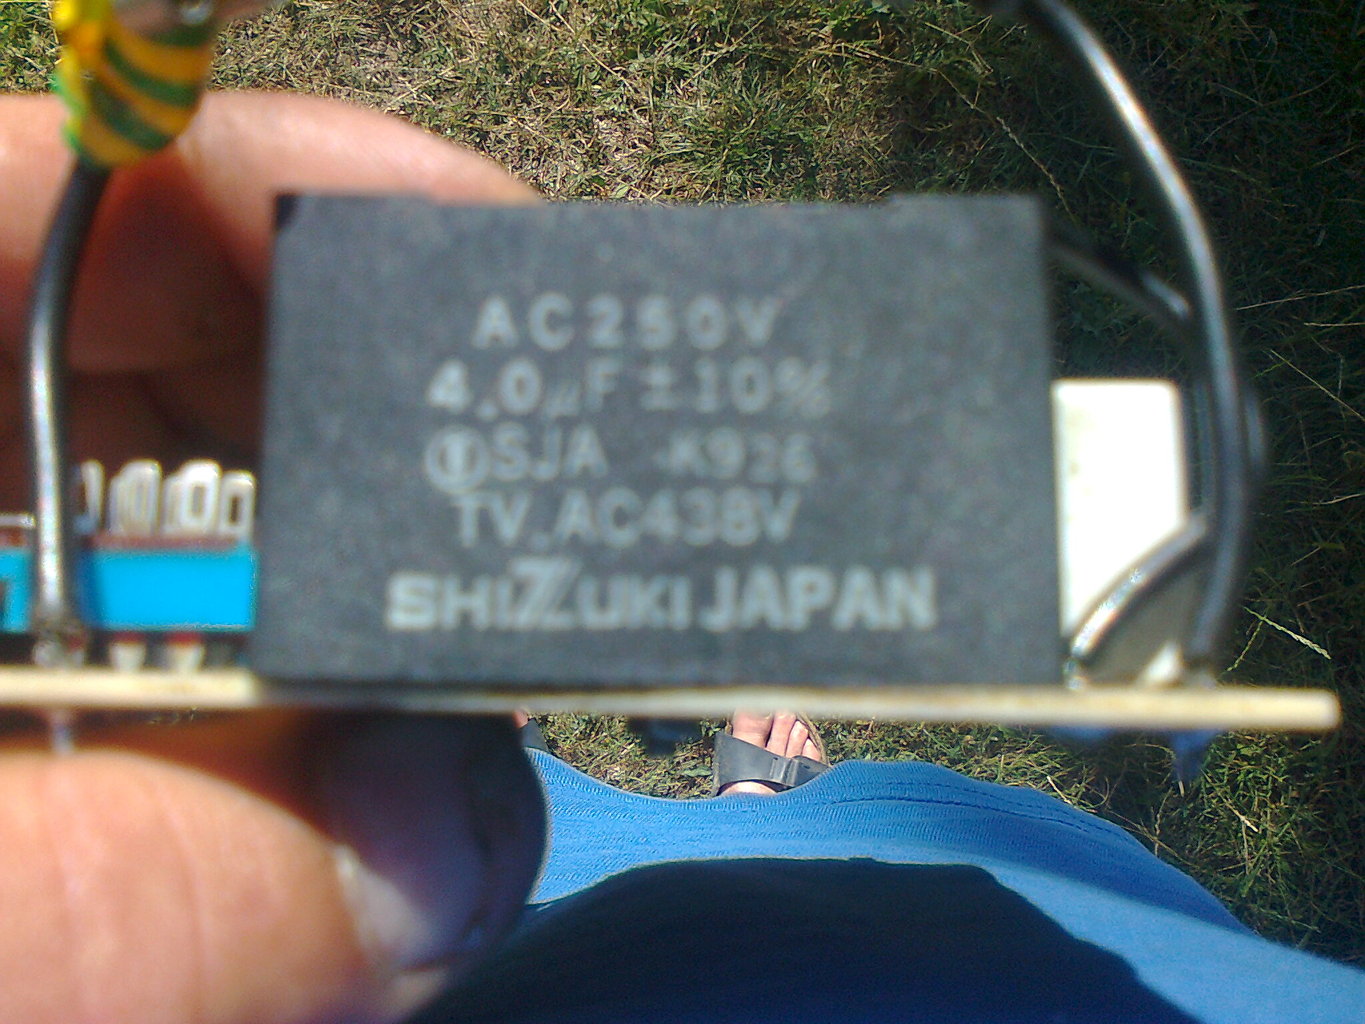 AC250V
4.0µF ±10%
SJA K926
TV.AC438V
SHIZUKI JAPAN